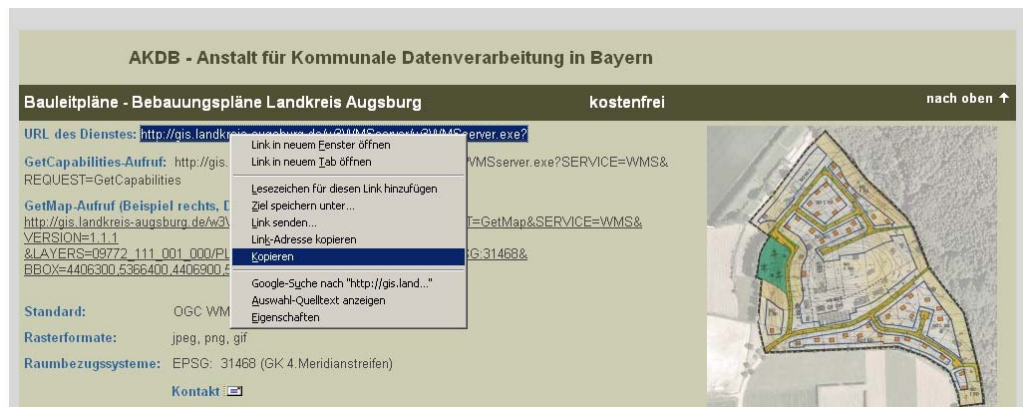 AKDB - Anstalt für Kommunale Datenverarbeitung in Bayern
Bauleitpläne - Bebauungspläne Landkreis Augsburg kostenfrei nach oben ↑
URL des Dienstes: http://gis.landkreis-augsburg.de/w3/WMSserver/w3WMSserver.exe?
GetCapabilities-Aufruf: http://gis. WMSserver.exe?SERVICE=WMS&
REQUEST=GetCapabilities
GetMap-Aufruf (Beispiel rechts,
http://gis.landkreis-augsburg.de/w3 T=GetMap&SERVICE=WMS&
VERSION=1.1.1
&LAYERS=09772_111_001_000/PL G:31468&
BBOX=4406300,5366400,4406900,
Link in neuem Fenster öffnen
Link in neuem Tab öffnen
Lesezeichen für diesen Link hinzufügen
Ziel speichern unter...
Link senden...
Link-Adresse kopieren
Kopieren
Google-Suche nach "http://gis.land..."
Auswahl-Quelltext anzeigen
Eigenschaften
Standard: OGC WM
Rasterformate: jpeg, png, gif
Raumbezugssysteme: EPSG: 31468 (GK 4.Meridianstreifen)
Kontakt